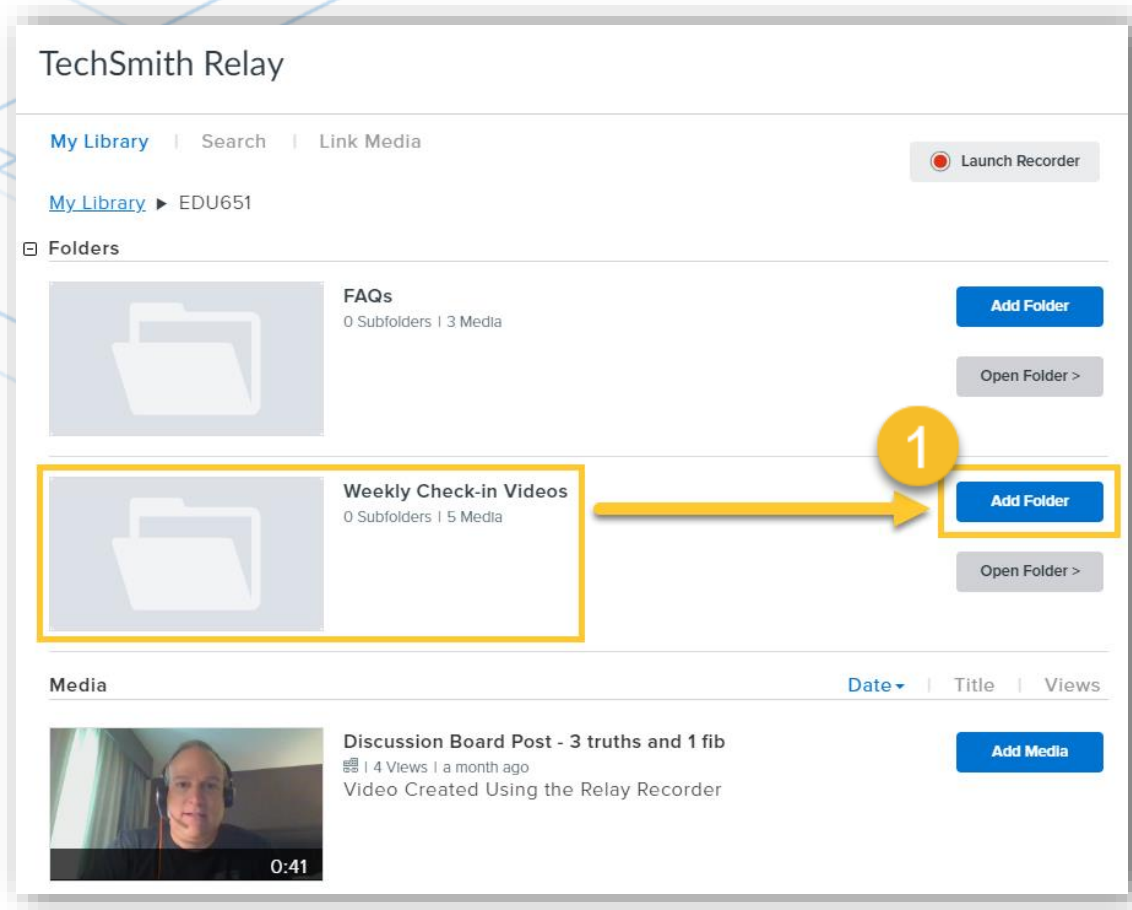 TechSmith Relay
My Library | Search | Link Media
Launch Recorder
My Library ▶ EDU651
Folders
FAQs
0 Subfolders | 3 Media
Add Folder
Open Folder >
1
Weekly Check-in Videos
0 Subfolders | 5 Media
Add Folder
Open Folder >
Media
Date | Title | Views
Discussion Board Post - 3 truths and 1 fib
| 4 Views | a month ago
Video Created Using the Relay Recorder
Add Media
0:41